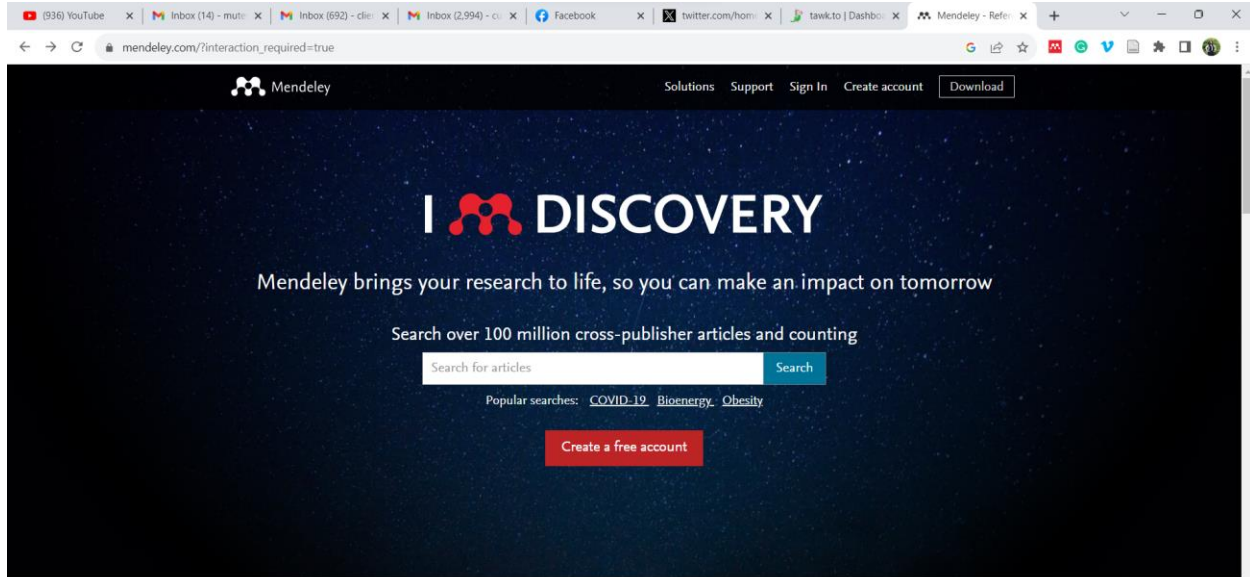 (936) YouTube
Inbox (14) - mute
Inbox (692) - clie
Inbox (2,994) - cu
Facebook
twitter.com/home
tawk.to | Dashboa
Mendeley - Refer
mendeley.com/?interaction_required=true
Mendeley
Solutions Support Sign In Create account Download
I DISCOVERY
Mendeley brings your research to life, so you can make an impact on tomorrow
Search over 100 million cross-publisher articles and counting
Search for articles Search
Popular searches: COVID-19 Bioenergy Obesity
Create a free account